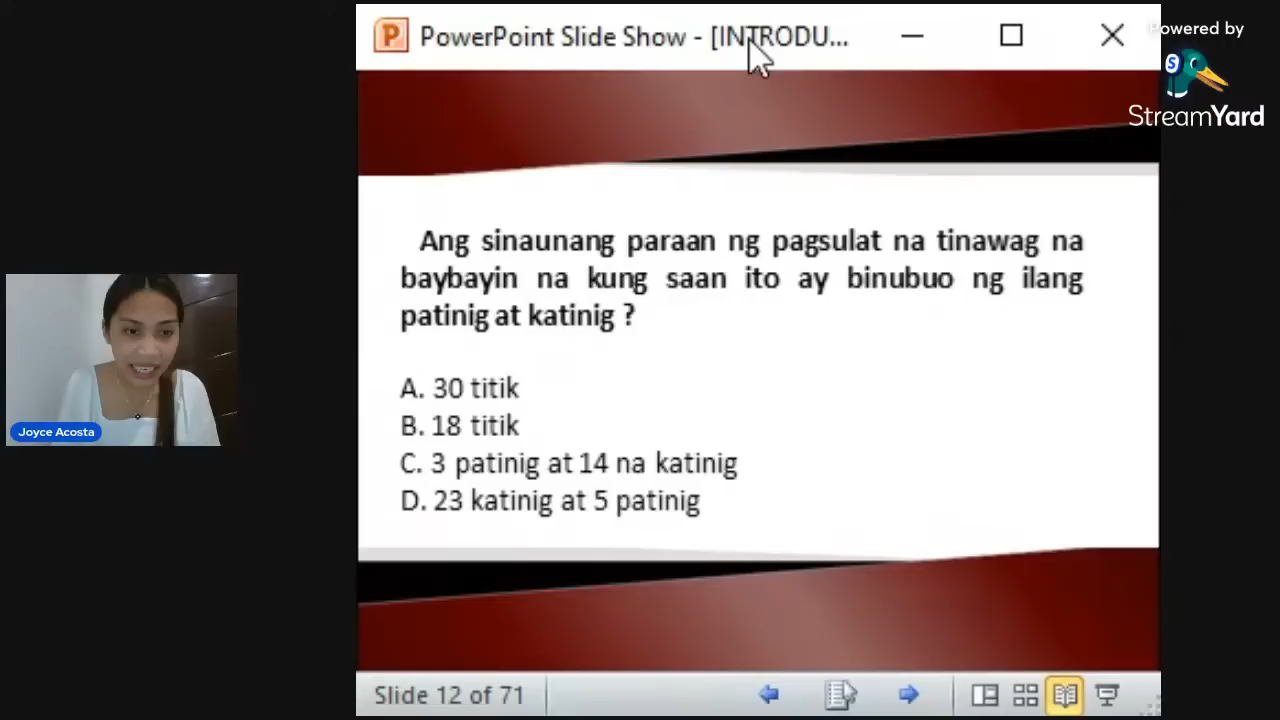 PowerPoint Slide Show - [INTRODU...
Powered by
StreamYard
Ang sinaunang paraan ng pagsulat na tinawag na
baybayin na kung saan ito ay binubuo ng ilang
patinig at katinig ?
A. 30 titik
B. 18 titik
C. 3 patinig at 14 na katinig
D. 23 katinig at 5 patinig
Joyce Acosta
Slide 12 of 71